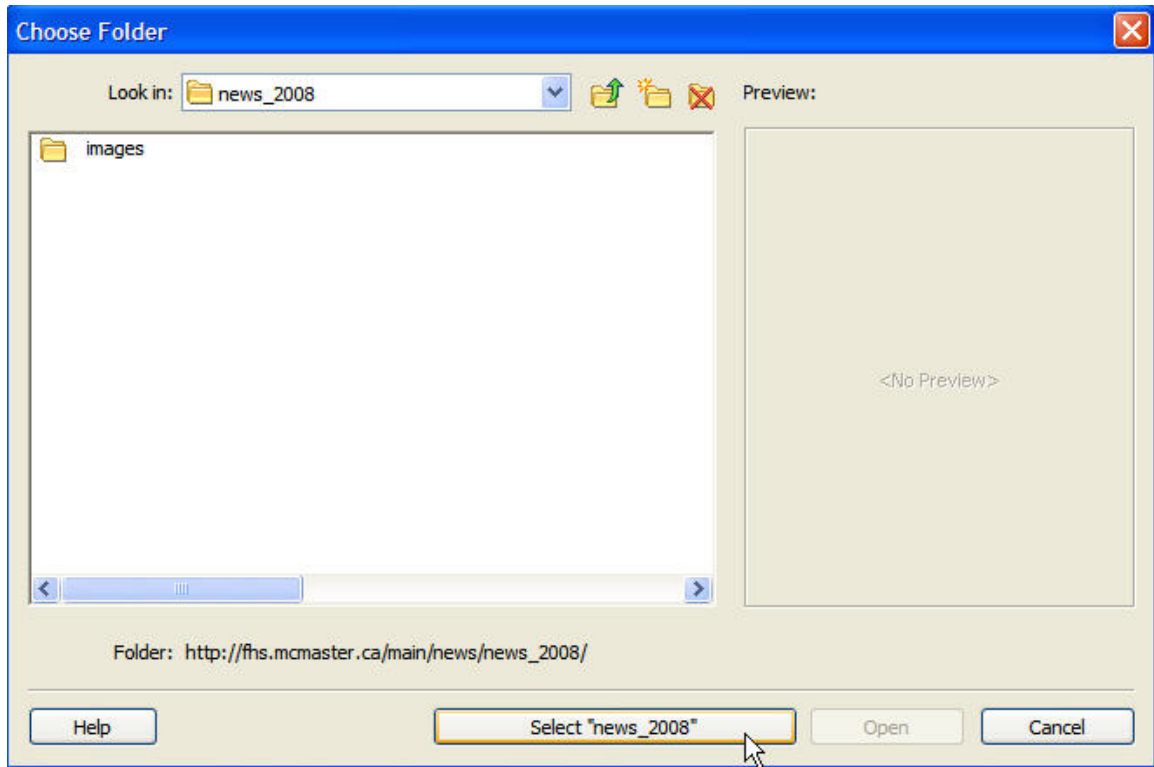 Choose Folder
Look in: news_2008 Preview:
images
<No Preview>
Folder: http://fhs.mcmaster.ca/main/news/news_2008/
Help Select "news_2008" Open Cancel